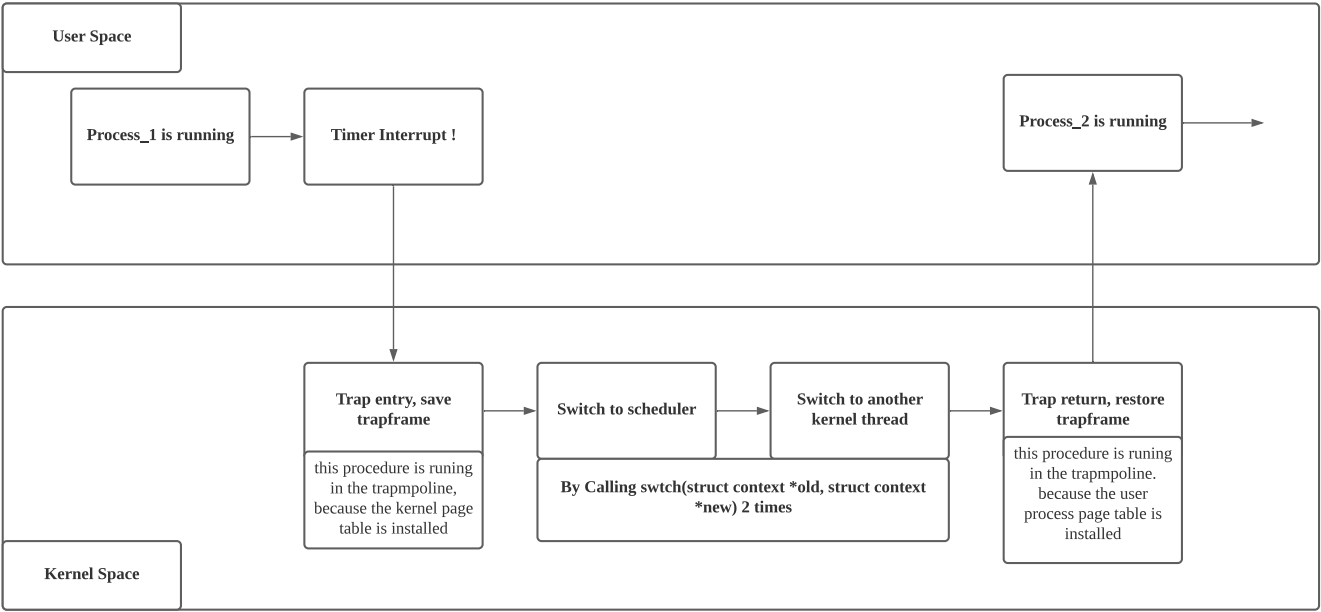 User Space
Process_1 is running
Timer Interrupt !
Process_2 is running
Trap entry, save
trapframe
this procedure is runing
in the trapmpoline,
because the kernel page
table is installed
Switch to scheduler
Switch to another
kernel thread
By Calling swtch(struct context *old, struct context
*new) 2 times
Trap return, restore
trapframe
this procedure is runing
in the trapmpoline.
because the user
process page table is
installed
Kernel Space